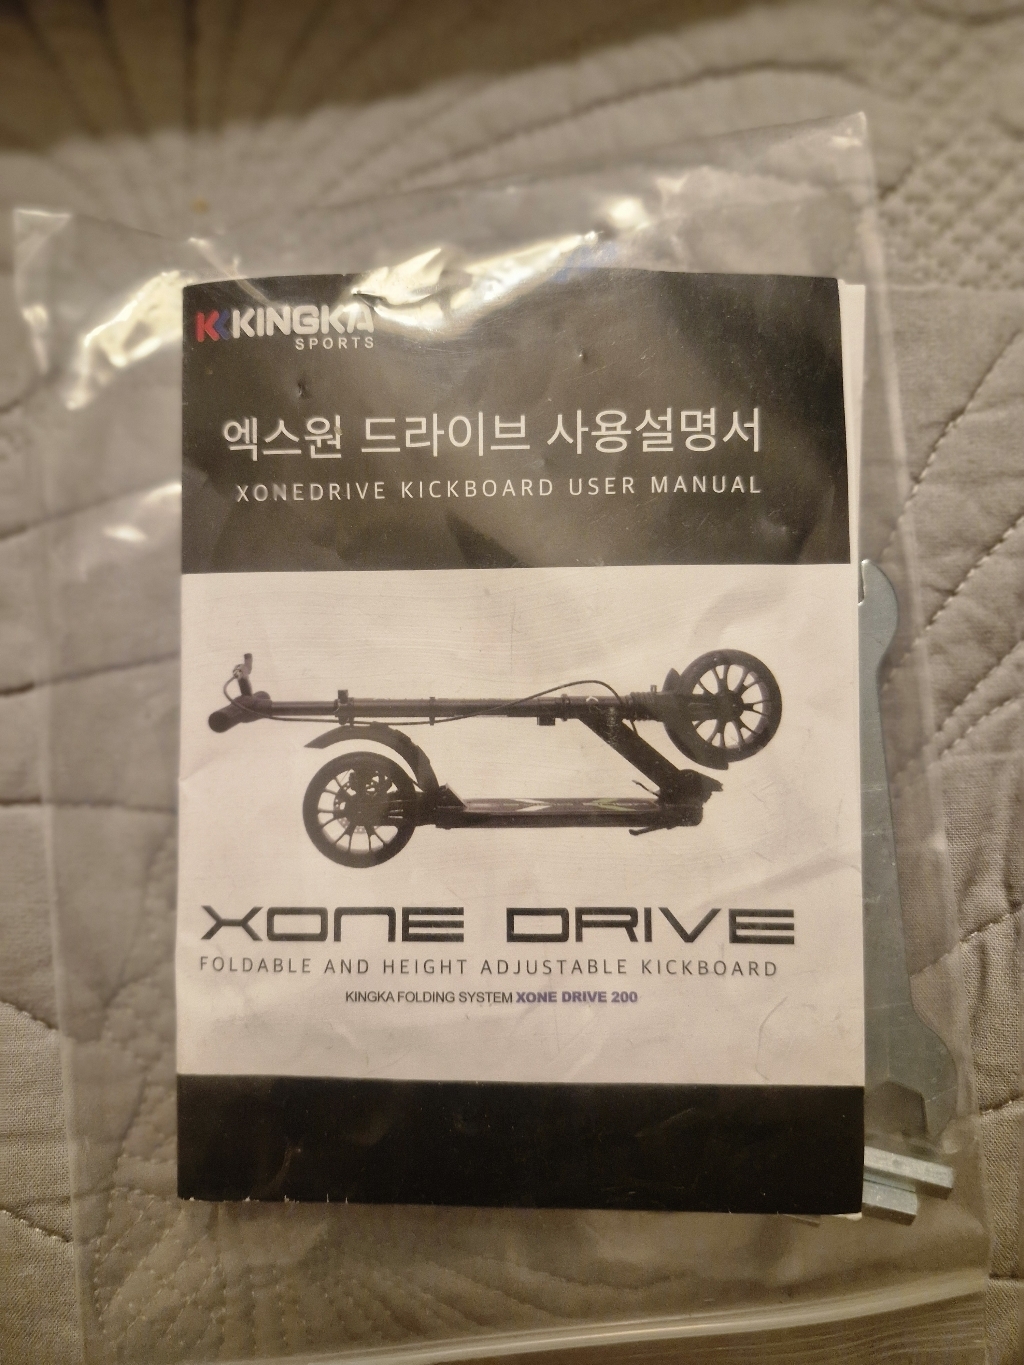 KINGKA
SPORTS
엑스원 드라이브 사용설명서
XONEDRIVE KICKBOARD USER MANUAL
XONE DRIVE
FOLDABLE AND HEIGHT ADJUSTABLE KICKBOARD
KINGKA FOLDING SYSTEM XONE DRIVE 200